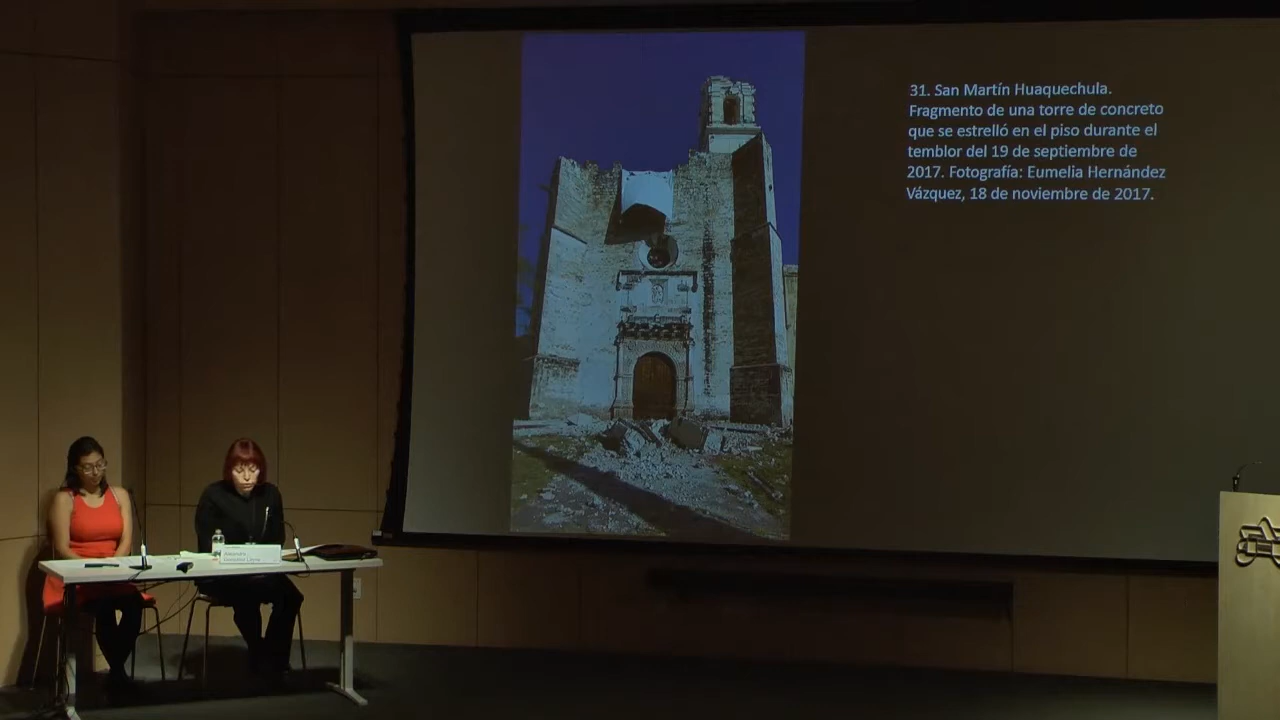 31. San Martín Huaquechula.
Fragmento de una torre de concreto
que se estrelló en el piso durante el
temblor del 19 de septiembre de
2017. Fotografía: Eumelia Hernández
Vázquez, 18 de noviembre de 2017.
Alejandra